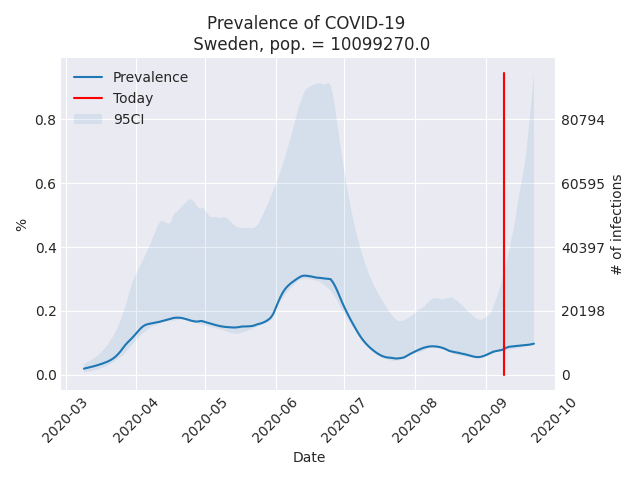 Prevalence of COVID-19
Sweden, pop. = 10099270.0
Prevalence
Today
95CI
0.8
0.6
0.4
0.2
0.0
%
80794
60595
40397
20198
0
# of infections
2020-03
2020-04
2020-05
2020-06
2020-07
2020-08
2020-09
2020-10
Date